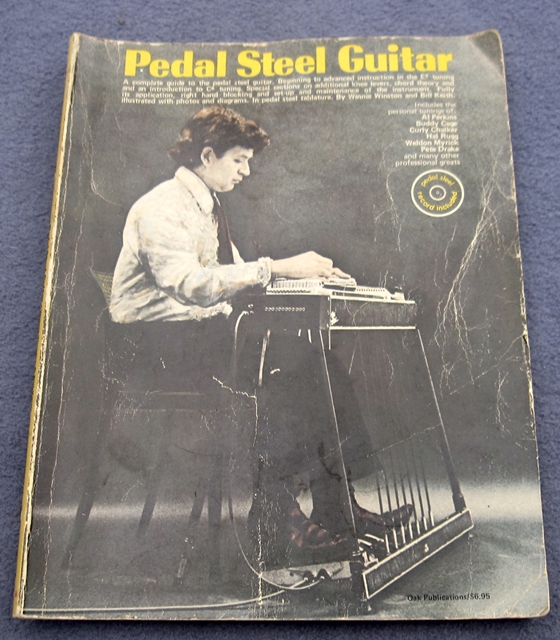 Pedal Steel Guitar
A complete guide to the pedal steel guitar. Beginning to advanced instruction in the E9 tuning
and an introduction to C6 tuning. Special sections on additional knee levers, chord theory and
its application, right hand blocking and set-up and maintenance of the instrument. Fully
illustrated with photos and diagrams. In pedal steel tablature. By Winnie Winston and Bill Keith.
Includes the
personal tunings of...
Al Perkins
Buddy Cage
Curly Chalker
Hal Rugg
Weldon Myrick
Pete Drake
and many other
professional greats
pedal steel
record included
Oak Publications/$6.95